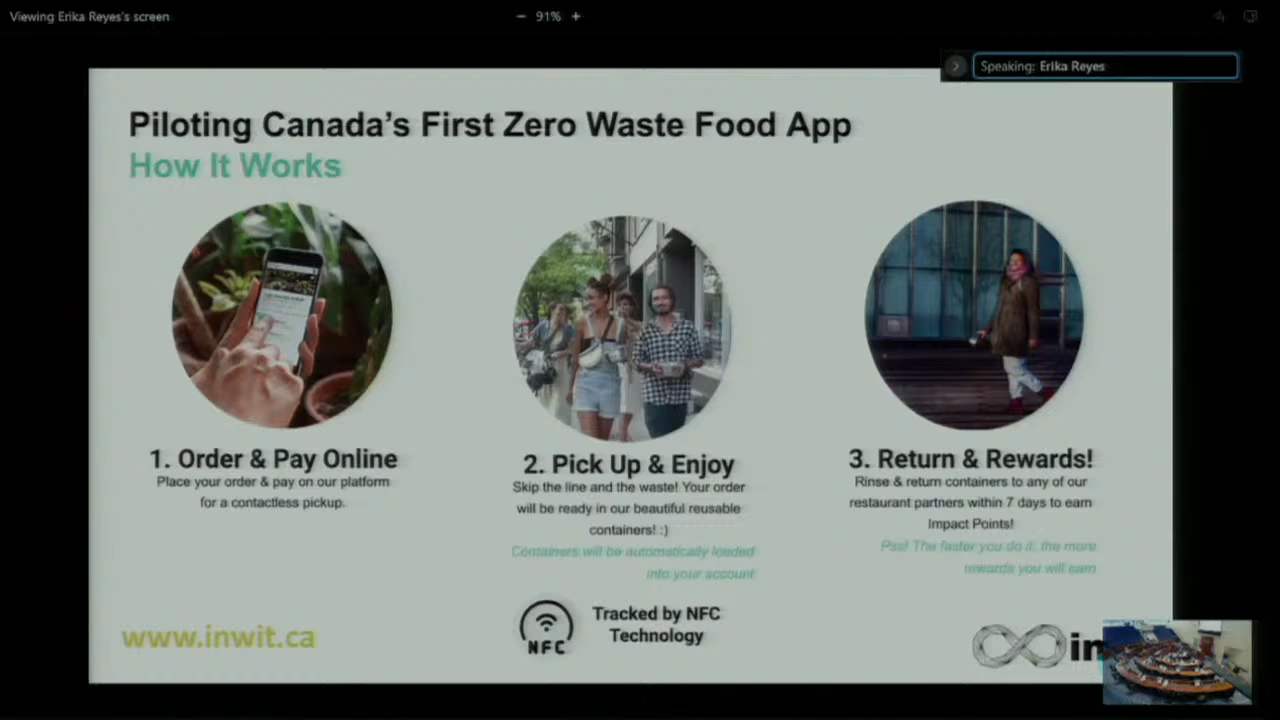 Viewing Erika Reyes's screen
− 91% +
Speaking: Erika Reyes
Piloting Canada's First Zero Waste Food App
How It Works
1. Order & Pay Online
Place your order & pay on our platform
for a contactless pickup.
2. Pick Up & Enjoy
Skip the line and the waste! Your order
will be ready in our beautiful reusable
containers! :)
Containers will be automatically loaded
into your account
3. Return & Rewards!
Rinse & return containers to any of our
restaurant partners within 7 days to earn
Impact Points!
Pss! The faster you do it, the more
rewards you will earn
NFC
Tracked by NFC
Technology
www.inwit.ca
in